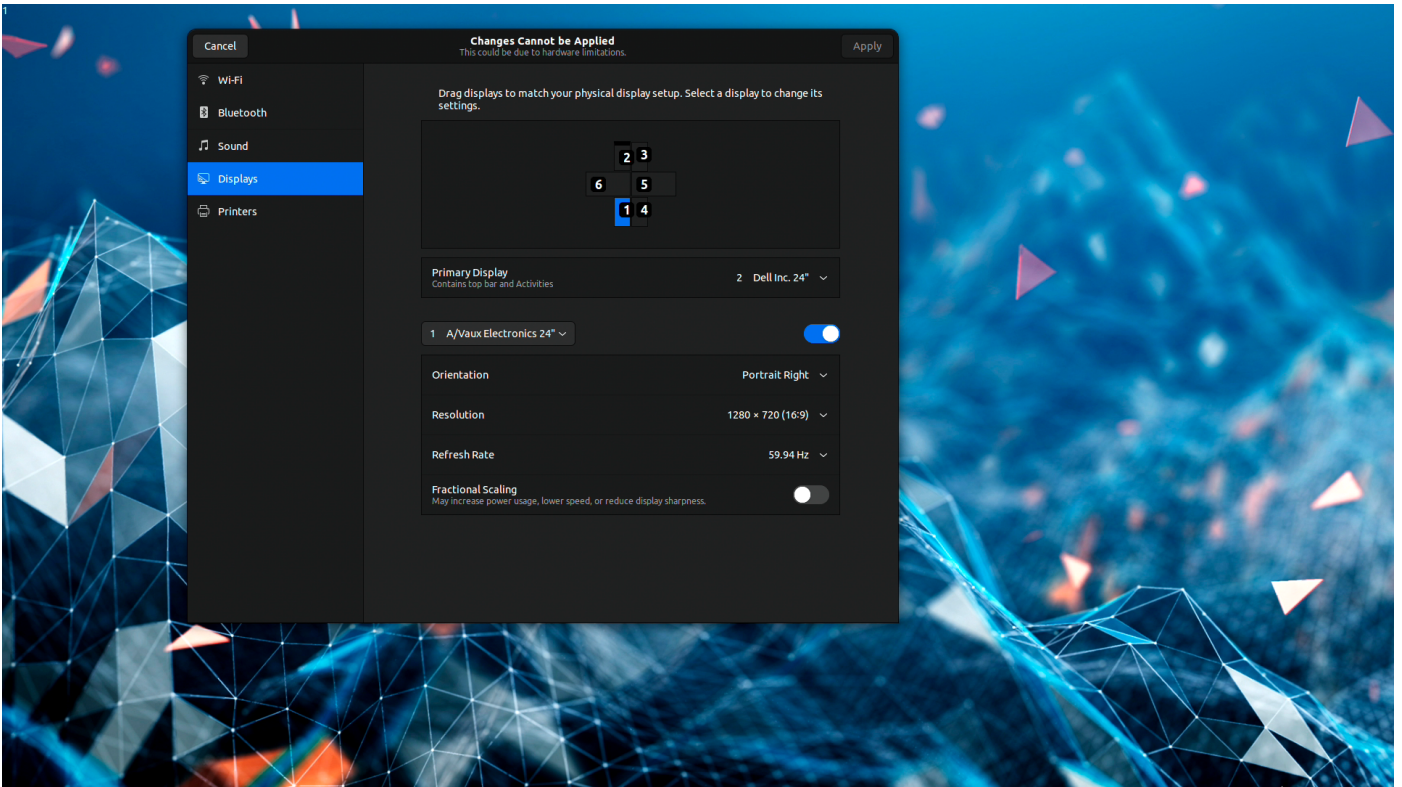 1
Cancel
Changes Cannot be Applied
This could be due to hardware limitations.
Apply
Wi-Fi
Bluetooth
Sound
Displays
Printers
Drag displays to match your physical display setup. Select a display to change its
settings.
2 3
6 5
1 4
Primary Display
Contains top bar and Activities
2 Dell Inc. 24"
1 A/Vaux Electronics 24"
Orientation
Portrait Right
Resolution
1280 × 720 (16:9)
Refresh Rate
59.94 Hz
Fractional Scaling
May increase power usage, lower speed, or reduce display sharpness.